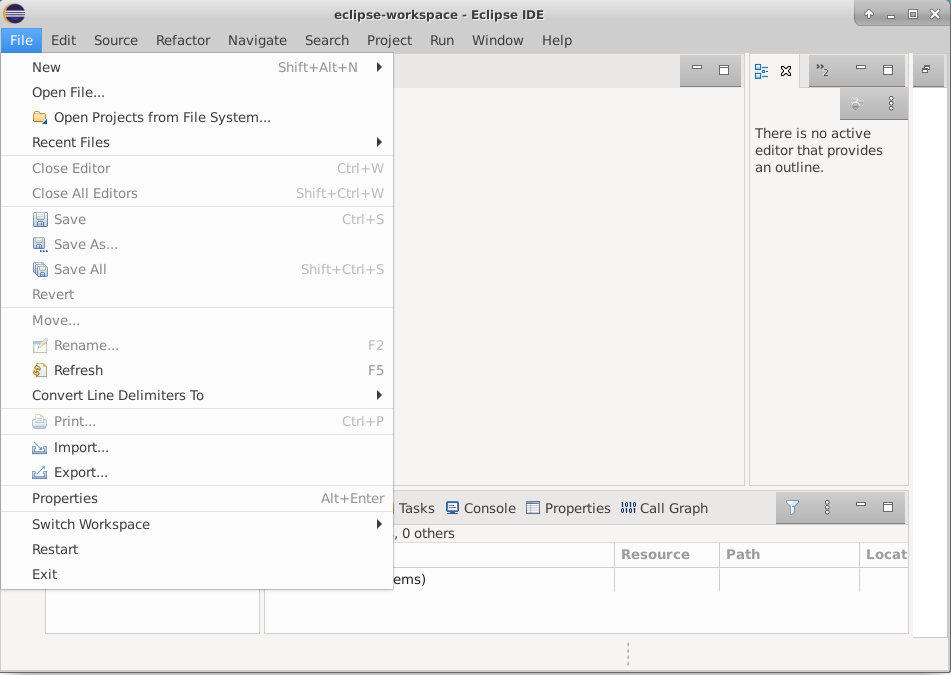 eclipse-workspace - Eclipse IDE
File Edit Source Refactor Navigate Search Project Run Window Help
New Shift+Alt+N
Open File...
Open Projects from File System...
Recent Files
Close Editor Ctrl+W
Close All Editors Shift+Ctrl+W
Save Ctrl+S
Save As...
Save All Shift+Ctrl+S
Revert
Move...
Rename... F2
Refresh F5
Convert Line Delimiters To
Print... Ctrl+P
Import...
Export...
Properties Alt+Enter
Switch Workspace
Restart
Exit
»2
There is no active
editor that provides
an outline.
Tasks Console Properties 1010 Call Graph
, 0 others
Resource Path Locat
ems)